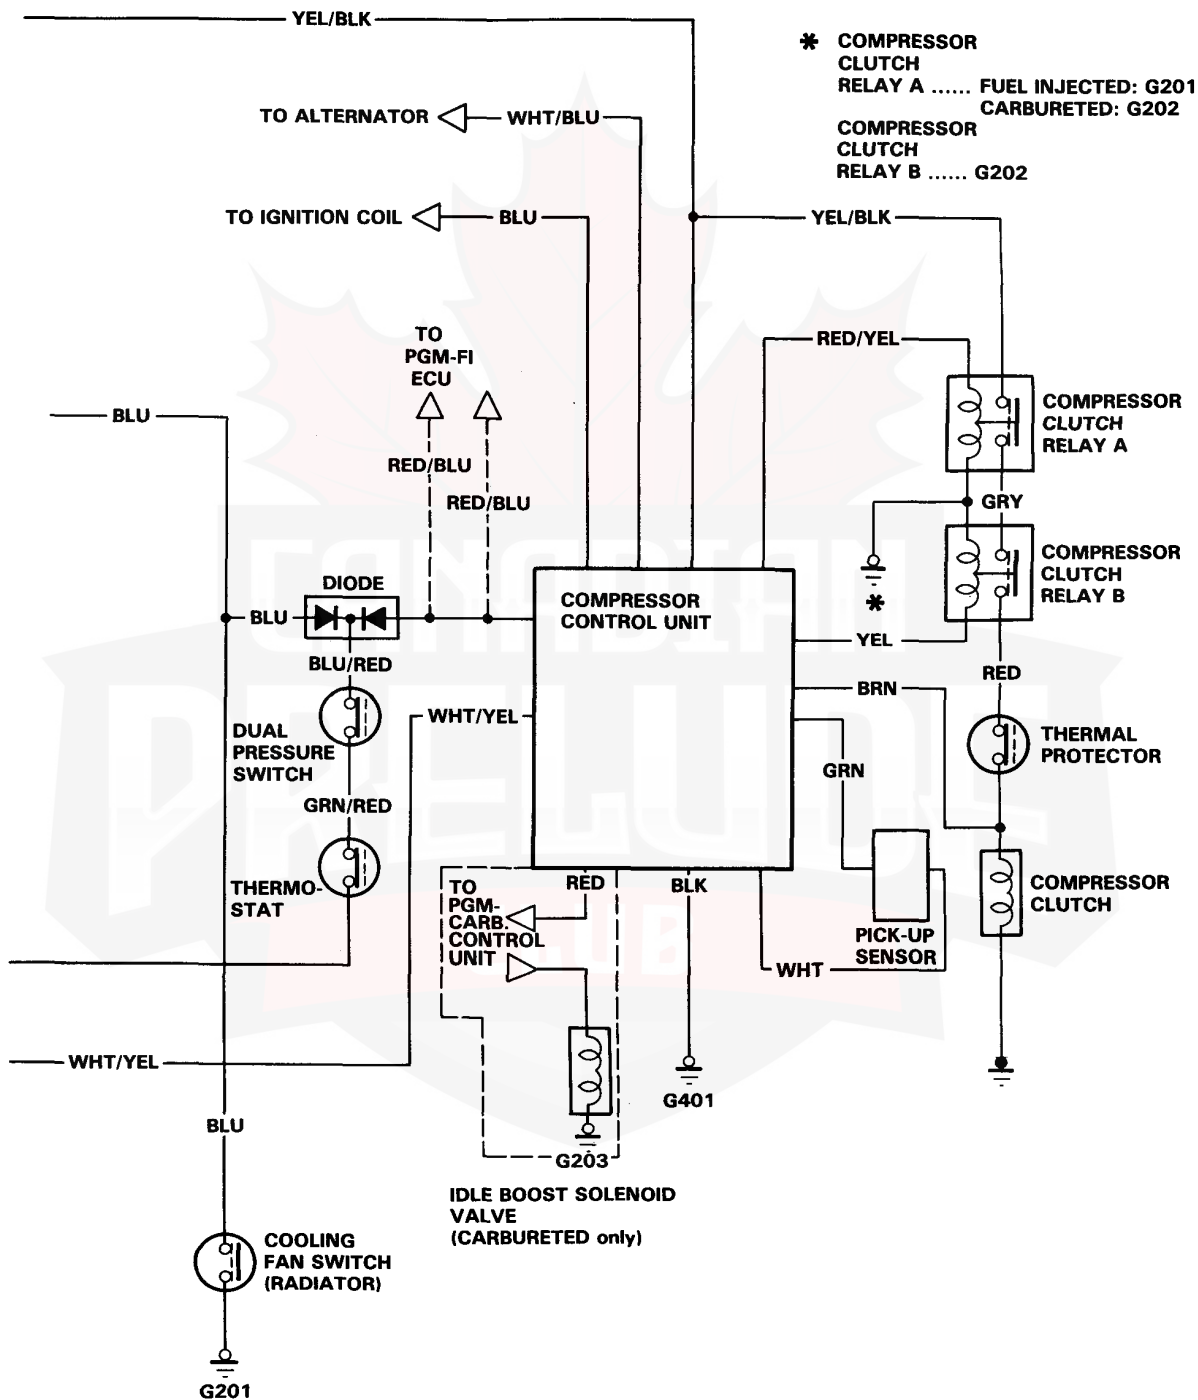 YEL/BLK
* COMPRESSOR
CLUTCH
RELAY A ...... FUEL INJECTED: G201
CARBURETED: G202
COMPRESSOR
CLUTCH
RELAY B ...... G202
TO ALTERNATOR
WHT/BLU
TO IGNITION COIL
BLU
YEL/BLK
TO
PGM-FI
ECU
RED/YEL
BLU
COMPRESSOR
CLUTCH
RELAY A
RED/BLU
RED/BLU
GRY
COMPRESSOR
CLUTCH
RELAY B
*
DIODE
BLU
COMPRESSOR
CONTROL UNIT
YEL
BLU/RED
RED
BRN
WHT/YEL
DUAL
PRESSURE
SWITCH
THERMAL
PROTECTOR
GRN
GRN/RED
THERMO-
STAT
TO
PGM-
CARB.
CONTROL
UNIT
RED
BLK
COMPRESSOR
CLUTCH
PICK-UP
SENSOR
WHT
WHT/YEL
G401
BLU
G203
IDLE BOOST SOLENOID
VALVE
(CARBURETED only)
COOLING
FAN SWITCH
(RADIATOR)
G201
CANADIAN
PRELUDE
CLUB